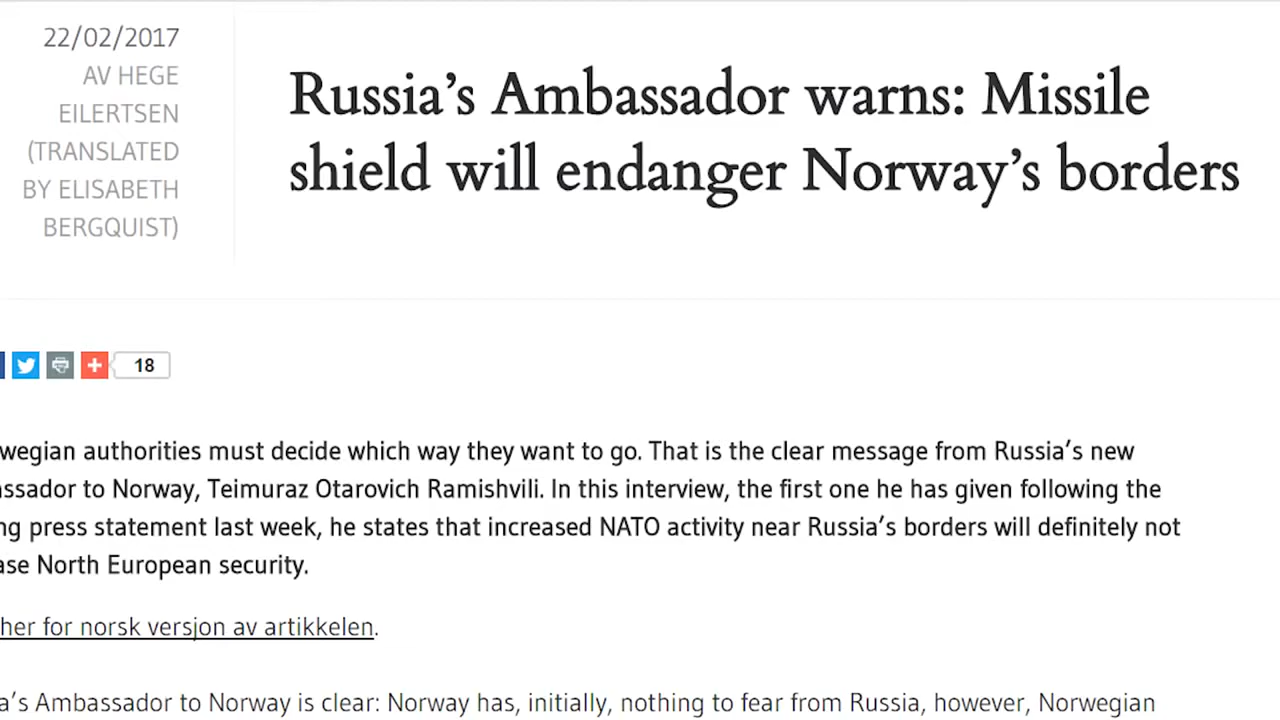 22/02/2017
AV HEGE
EILERTSEN
(TRANSLATED
BY ELISABETH
BERGQUIST)
Russia's Ambassador warns: Missile
shield will endanger Norway's borders
18
wegian authorities must decide which way they want to go. That is the clear message from Russia's new
assador to Norway, Teimuraz Otarovich Ramishvili. In this interview, the first one he has given following the
ng press statement last week, he states that increased NATO activity near Russia's borders will definitely not
ase North European security.
her for norsk versjon av artikkelen.
a's Ambassador to Norway is clear: Norway has, initially, nothing to fear from Russia, however, Norwegian